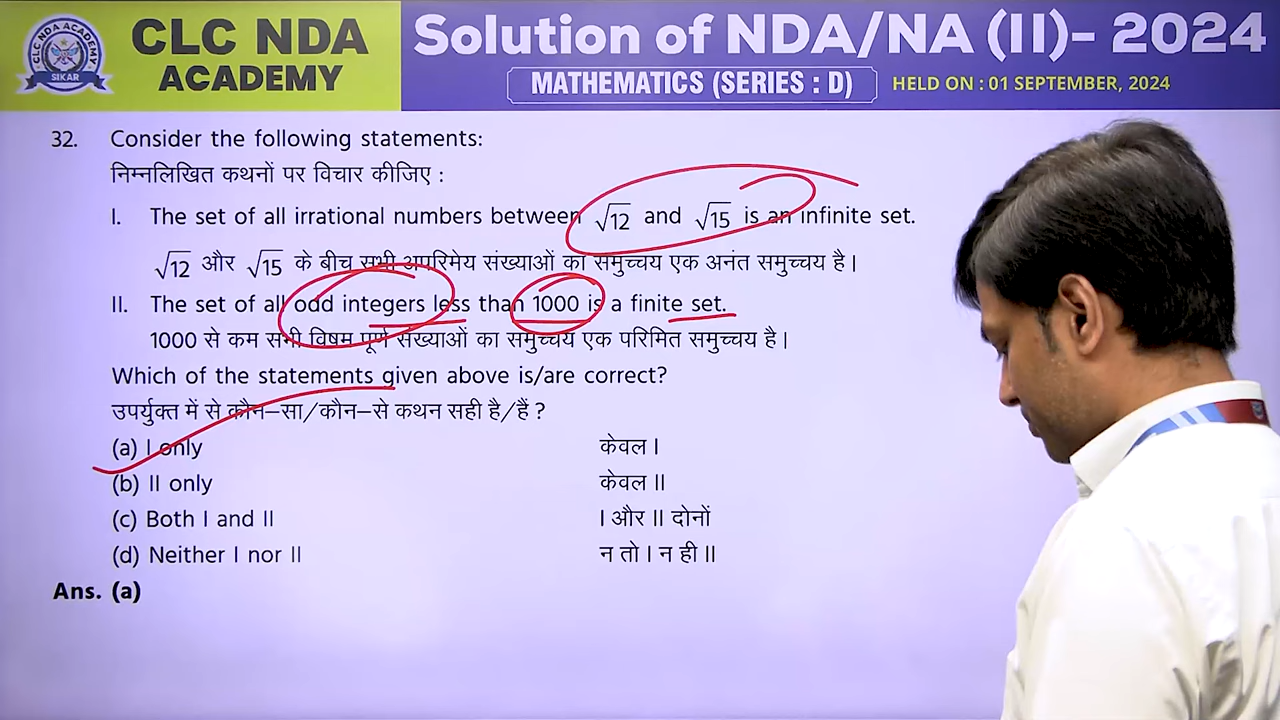 CLC NDA ACADEMY
SIKAR
CLC NDA
ACADEMY
Solution of NDA/NA (II)- 2024
MATHEMATICS (SERIES : D) HELD ON : 01 SEPTEMBER, 2024
32. Consider the following statements:
निम्नलिखित कथनों पर विचार कीजिए :
I. The set of all irrational numbers between √12 and √15 is an infinite set.
√12 और √15 के बीच सभी अपरिमेय संख्याओं का समुच्चय एक अनंत समुच्चय है।
II. The set of all odd integers less than 1000 is a finite set.
1000 से कम सभी विषम पूर्ण संख्याओं का समुच्चय एक परिमित समुच्चय है।
Which of the statements given above is/are correct?
उपर्युक्त में से कौन–सा/कौन–से कथन सही है/हैं ?
(a) I only केवल I
(b) II only केवल II
(c) Both I and II I और II दोनों
(d) Neither I nor II न तो I न ही II
Ans. (a)